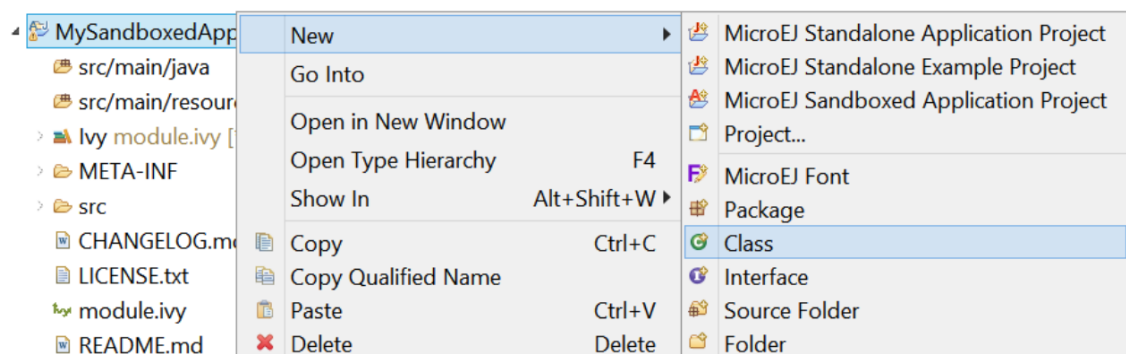 MySandboxedApp
src/main/java
src/main/resour
Ivy module.ivy [
META-INF
src
CHANGELOG.m
LICENSE.txt
module.ivy
README.md
New
Go Into
Open in New Window
Open Type Hierarchy F4
Show In Alt+Shift+W
Copy Ctrl+C
Copy Qualified Name
Paste Ctrl+V
Delete Delete
MicroEJ Standalone Application Project
MicroEJ Standalone Example Project
MicroEJ Sandboxed Application Project
Project...
MicroEJ Font
Package
Class
Interface
Source Folder
Folder